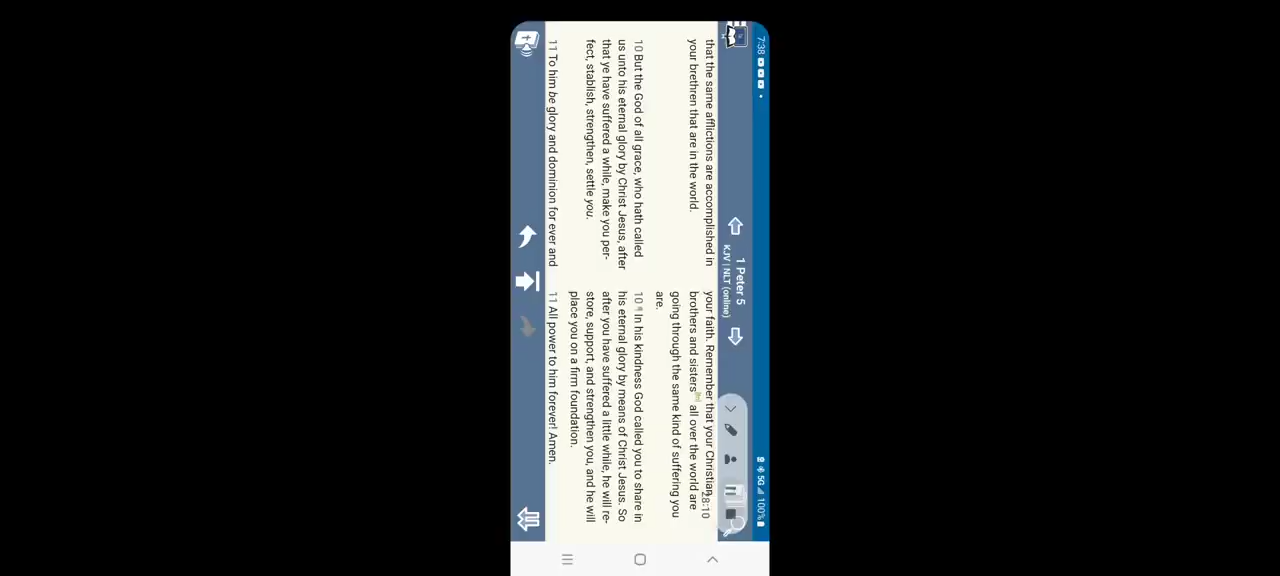 7:38
5G 100%
1 Peter 5
KJV | NLT (online)
28:10
that the same afflictions are accomplished in
your brethren that are in the world.
10 But the God of all grace, who hath called
us unto his eternal glory by Christ Jesus, after
that ye have suffered a while, make you per-
fect, stablish, strengthen, settle you.
11 To him be glory and dominion for ever and
your faith. Remember that your Christian
brothers and sisters all over the world are
going through the same kind of suffering you
are.
10 ¶ In his kindness God called you to share in
his eternal glory by means of Christ Jesus. So
after you have suffered a little while, he will re-
store, support, and strengthen you, and he will
place you on a firm foundation.
11 All power to him forever! Amen.